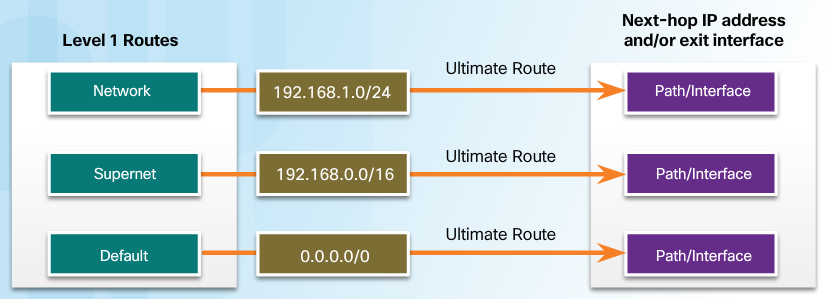 Level 1 Routes
Next-hop IP address
and/or exit interface
Network
192.168.1.0/24
Ultimate Route
Path/Interface
Supernet
192.168.0.0/16
Ultimate Route
Path/Interface
Default
0.0.0.0/0
Ultimate Route
Path/Interface